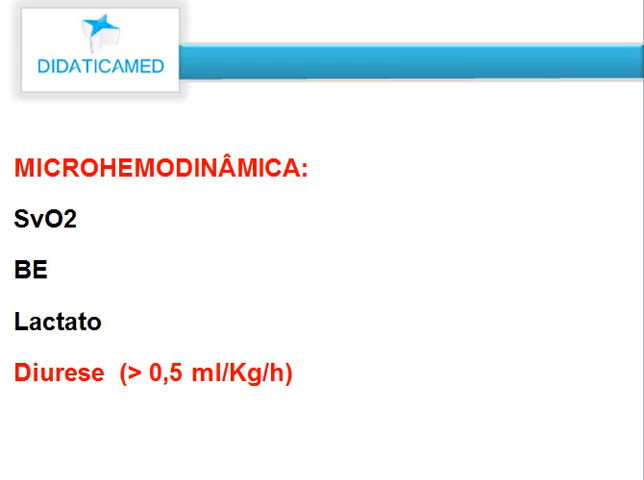 DIDATICAMED
MICROHEMODINÂMICA:
SvO2
BE
Lactato
Diurese (> 0,5 ml/Kg/h)